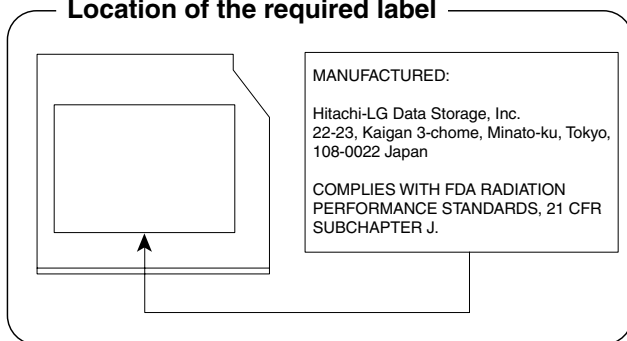 Location of the required label
MANUFACTURED:
Hitachi-LG Data Storage, Inc.
22-23, Kaigan 3-chome, Minato-ku, Tokyo,
108-0022 Japan
COMPLIES WITH FDA RADIATION
PERFORMANCE STANDARDS, 21 CFR
SUBCHAPTER J.